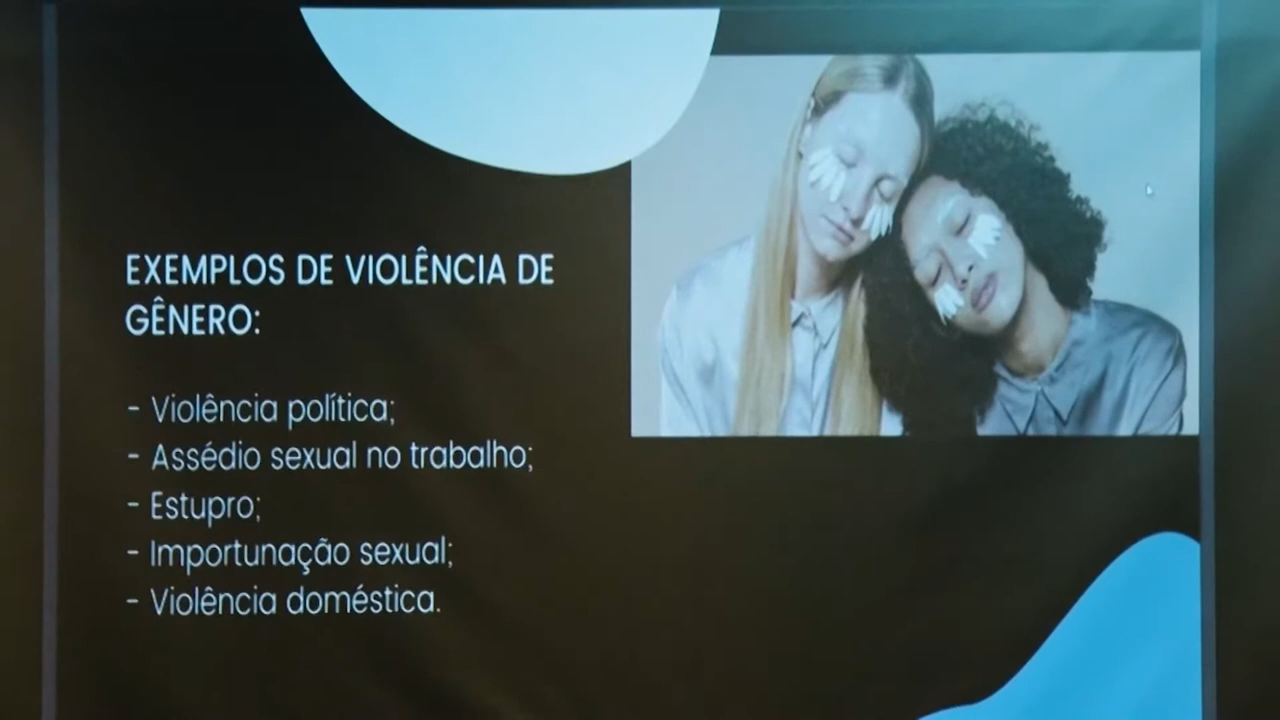 EXEMPLOS DE VIOLÊNCIA DE
GÊNERO:
- Violência política;
- Assédio sexual no trabalho;
- Estupro;
- Importunação sexual;
- Violência doméstica.